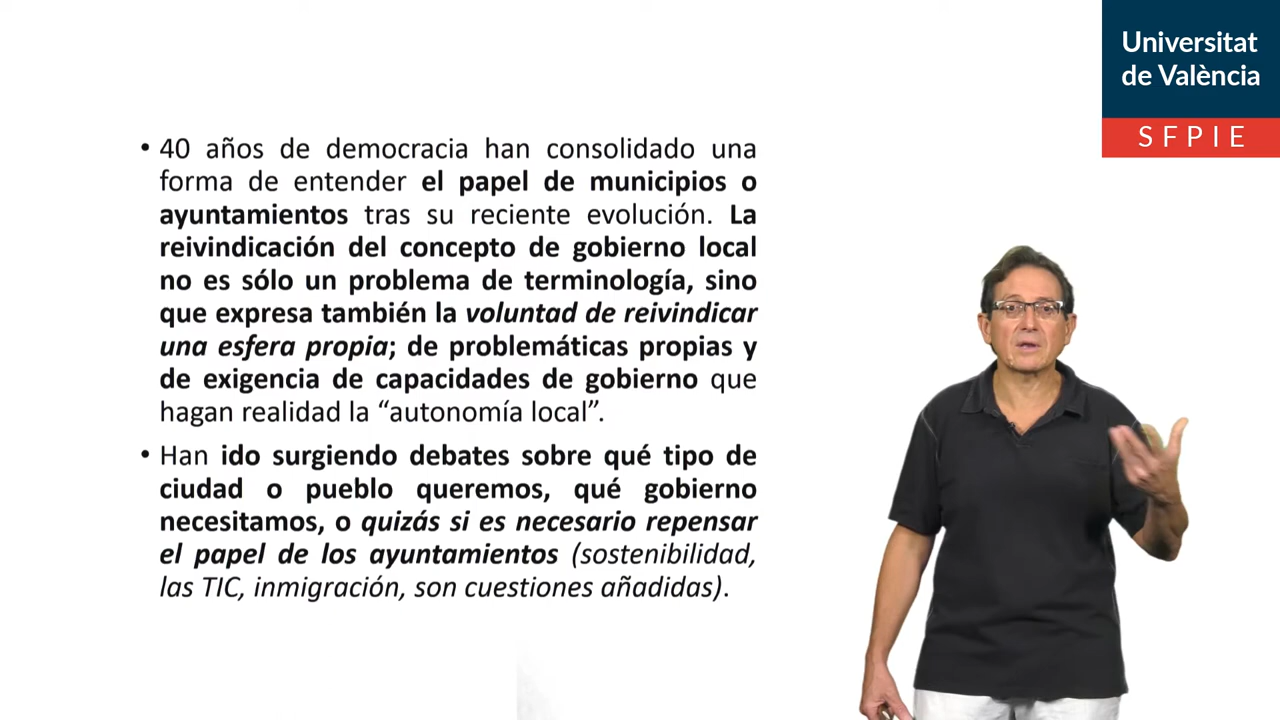 Universitat
de València
SFPIE
• 40 años de democracia han consolidado una
forma de entender el papel de municipios o
ayuntamientos tras su reciente evolución. La
reivindicación del concepto de gobierno local
no es sólo un problema de terminología, sino
que expresa también la voluntad de reivindicar
una esfera propia; de problemáticas propias y
de exigencia de capacidades de gobierno que
hagan realidad la “autonomía local”.
• Han ido surgiendo debates sobre qué tipo de
ciudad o pueblo queremos, qué gobierno
necesitamos, o quizás si es necesario repensar
el papel de los ayuntamientos (sostenibilidad,
las TIC, inmigración, son cuestiones añadidas).